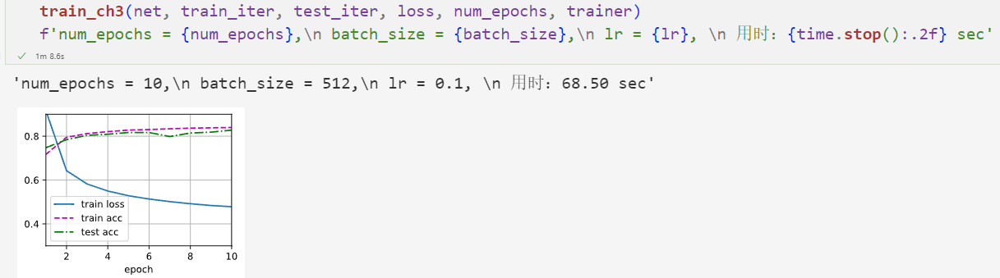 train_ch3(net, train_iter, test_iter, loss, num_epochs, trainer)
f'num_epochs = {num_epochs},\n batch_size = {batch_size},\n lr = {lr}, \n 用时：{time.stop():.2f} sec'
1m 8.6s
'num_epochs = 10,\n batch_size = 512,\n lr = 0.1, \n 用时：68.50 sec'
0.8
0.6
0.4
train loss
train acc
test acc
2 4 6 8 10
epoch